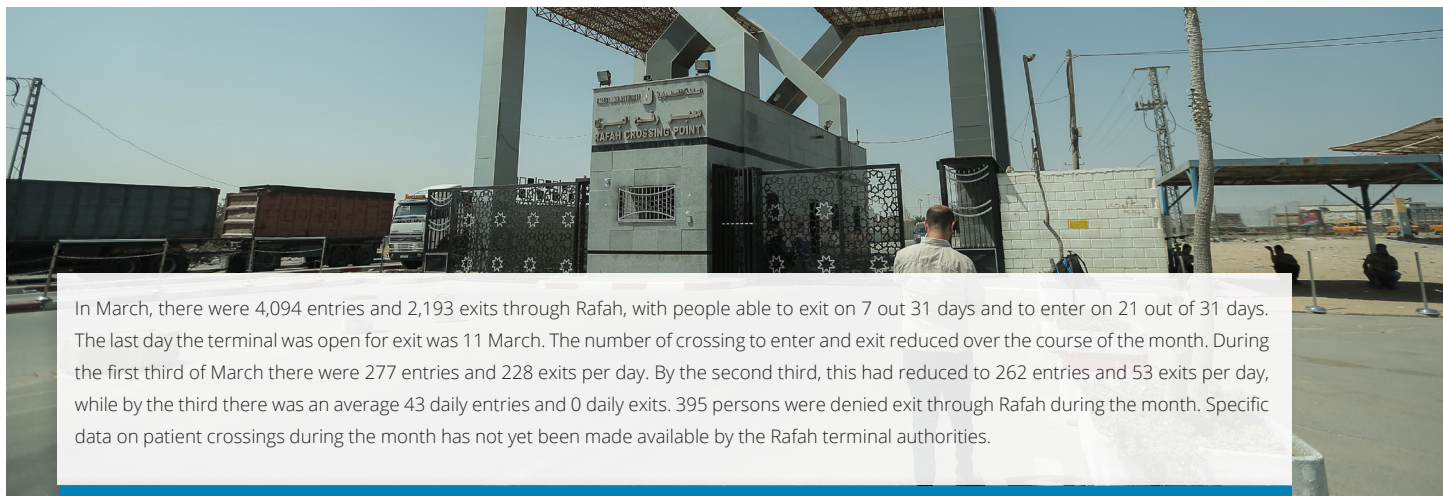 السلطة الفلسطينية
معبر رفح البري
RAFAH CROSSING POINT
In March, there were 4,094 entries and 2,193 exits through Rafah, with people able to exit on 7 out 31 days and to enter on 21 out of 31 days.
The last day the terminal was open for exit was 11 March. The number of crossing to enter and exit reduced over the course of the month. During
the first third of March there were 277 entries and 228 exits per day. By the second third, this had reduced to 262 entries and 53 exits per day,
while by the third there was an average 43 daily entries and 0 daily exits. 395 persons were denied exit through Rafah during the month. Specific
data on patient crossings during the month has not yet been made available by the Rafah terminal authorities.